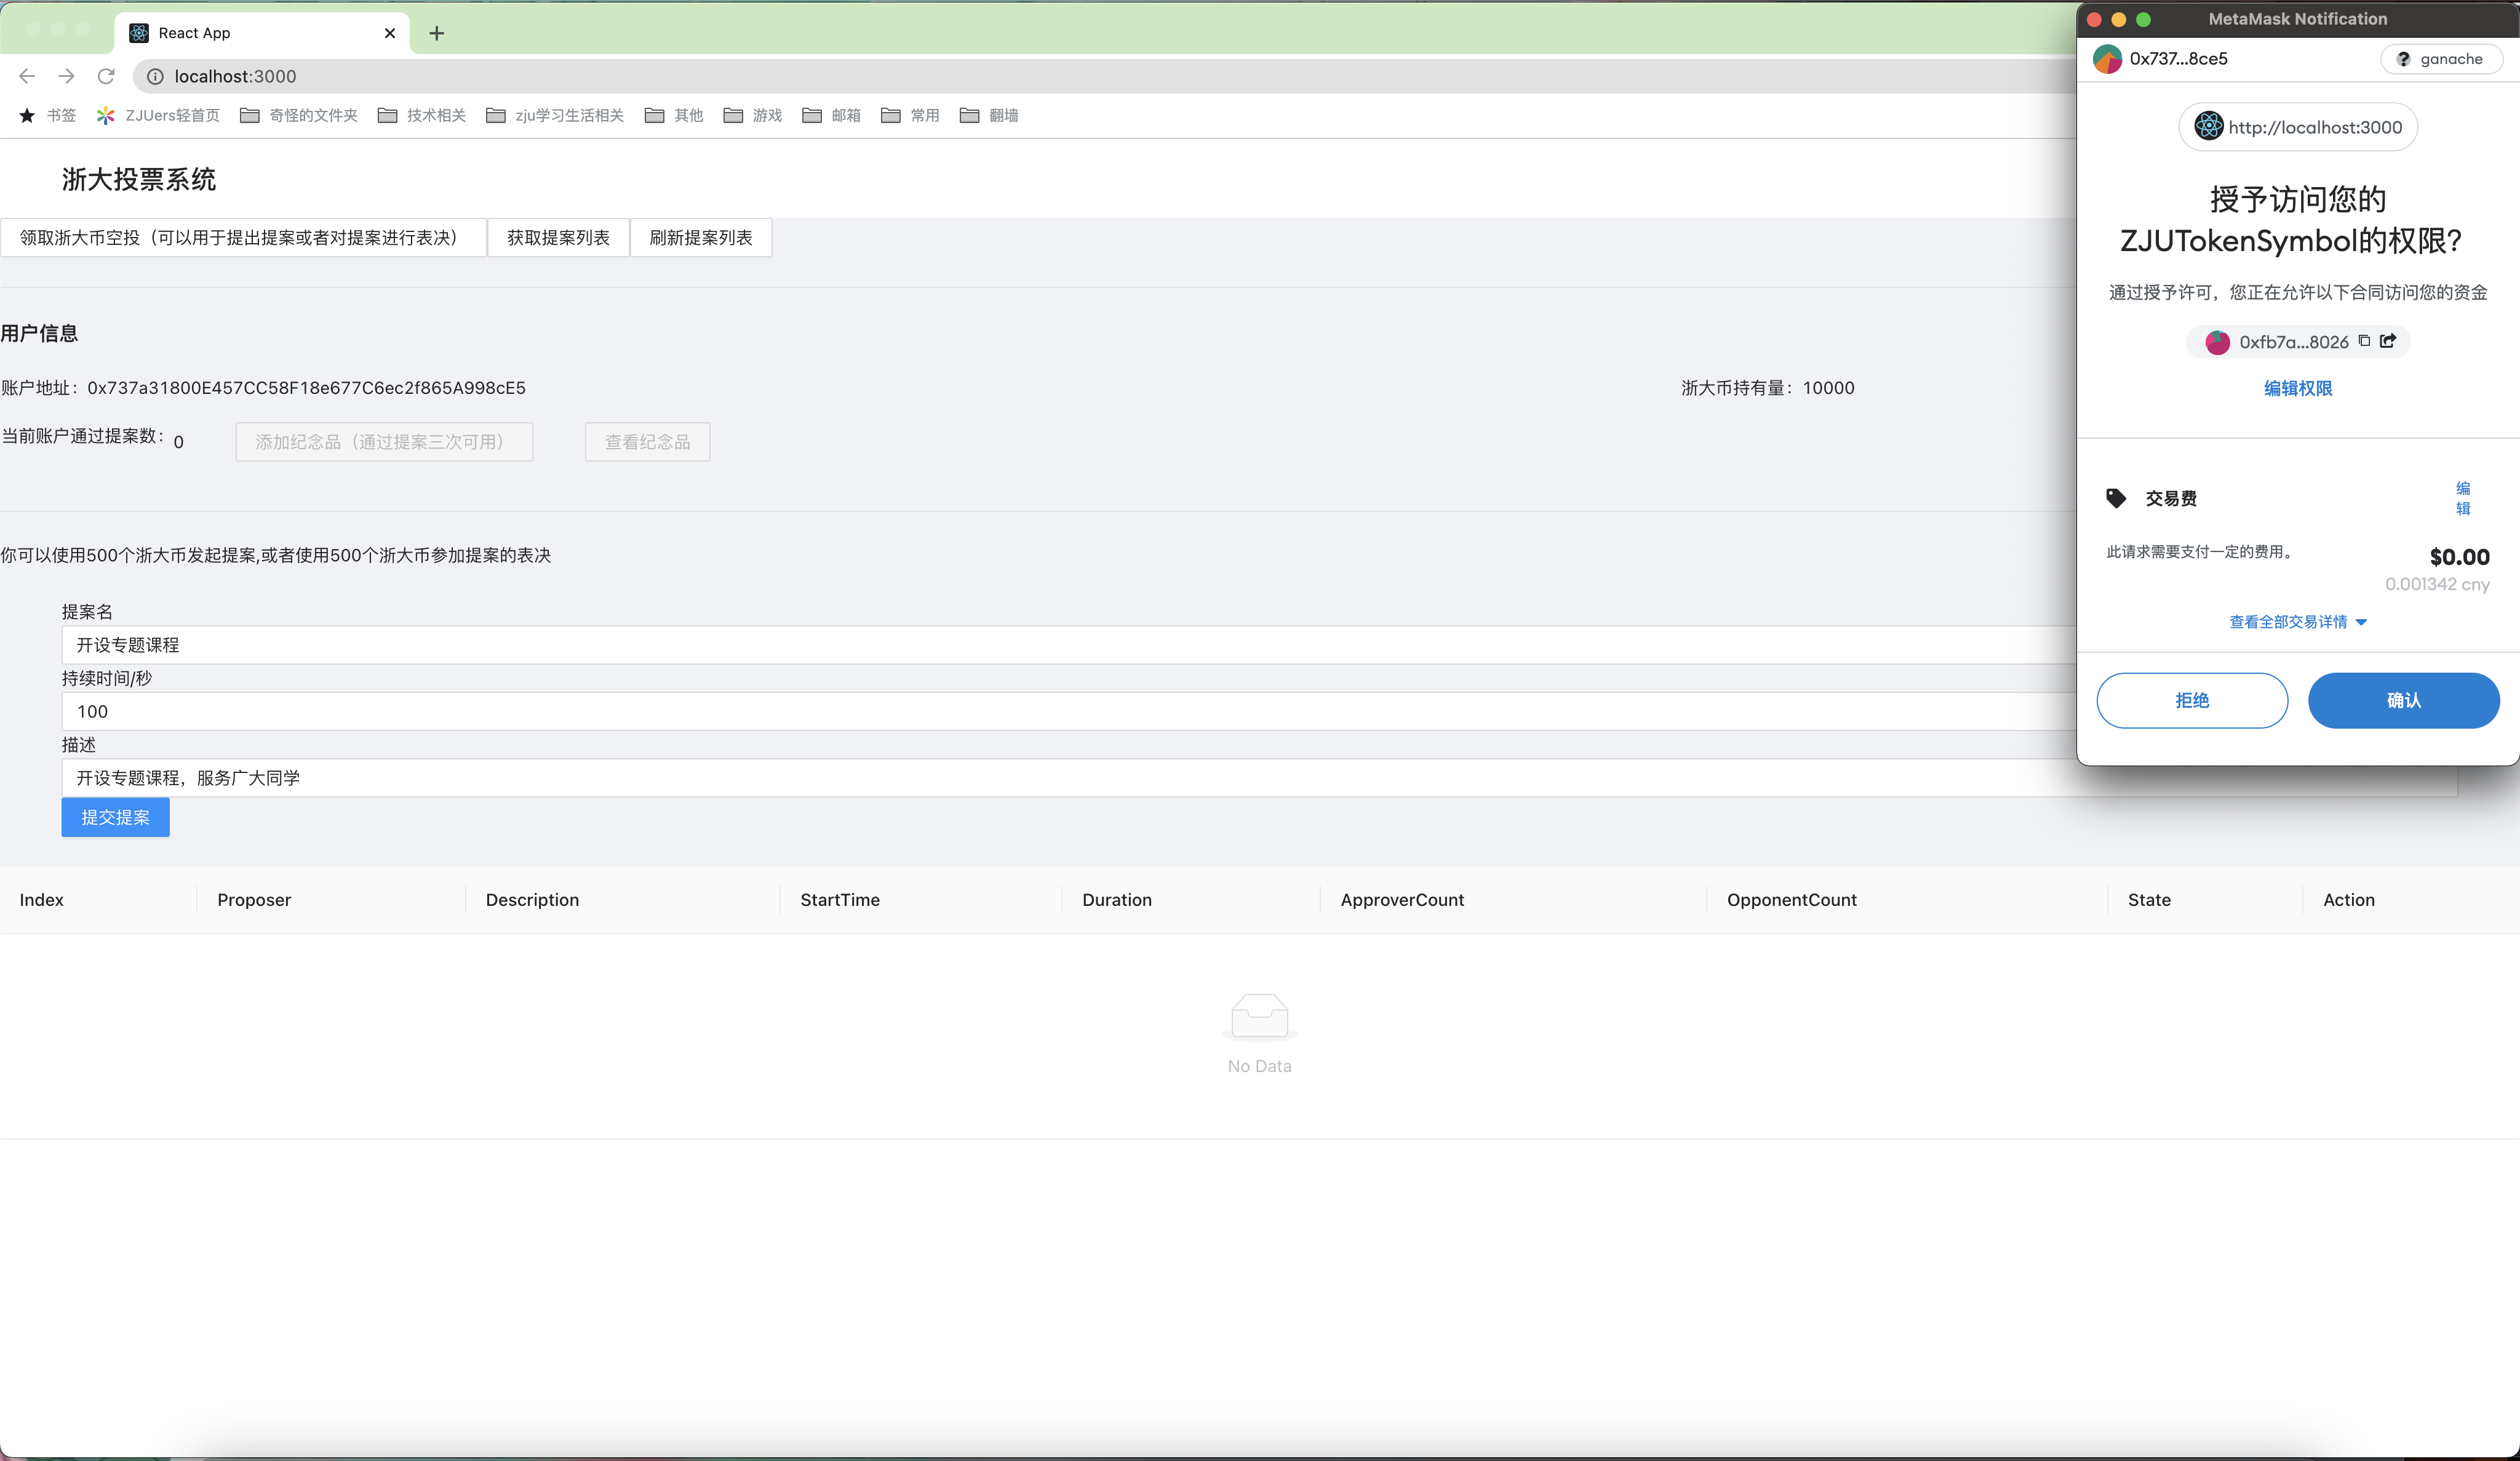 React App
localhost:3000
书签 ZJUers轻首页 奇怪的文件夹 技术相关 zju学习生活相关 其他 游戏 邮箱 常用 翻墙
浙大投票系统
领取浙大币空投（可以用于提出提案或者对提案进行表决） 获取提案列表 刷新提案列表
用户信息
账户地址：0x737a31800E457CC58F18e677C6ec2f865A998cE5 浙大币持有量：10000
当前账户通过提案数：0 添加纪念品（通过提案三次可用） 查看纪念品
你可以使用500个浙大币发起提案,或者使用500个浙大币参加提案的表决
提案名
开设专题课程
持续时间/秒
100
描述
开设专题课程，服务广大同学
提交提案
Index Proposer Description StartTime Duration ApproverCount OpponentCount State Action
No Data
MetaMask Notification
0x737...8ce5 ganache
http://localhost:3000
授予访问您的
ZJUTokenSymbol的权限？
通过授予许可，您正在允许以下合同访问您的资金
0xfb7a...8026
编辑权限
交易费
编
辑
此请求需要支付一定的费用。 $0.00
0.001342 cny
查看全部交易详情
拒绝 确认